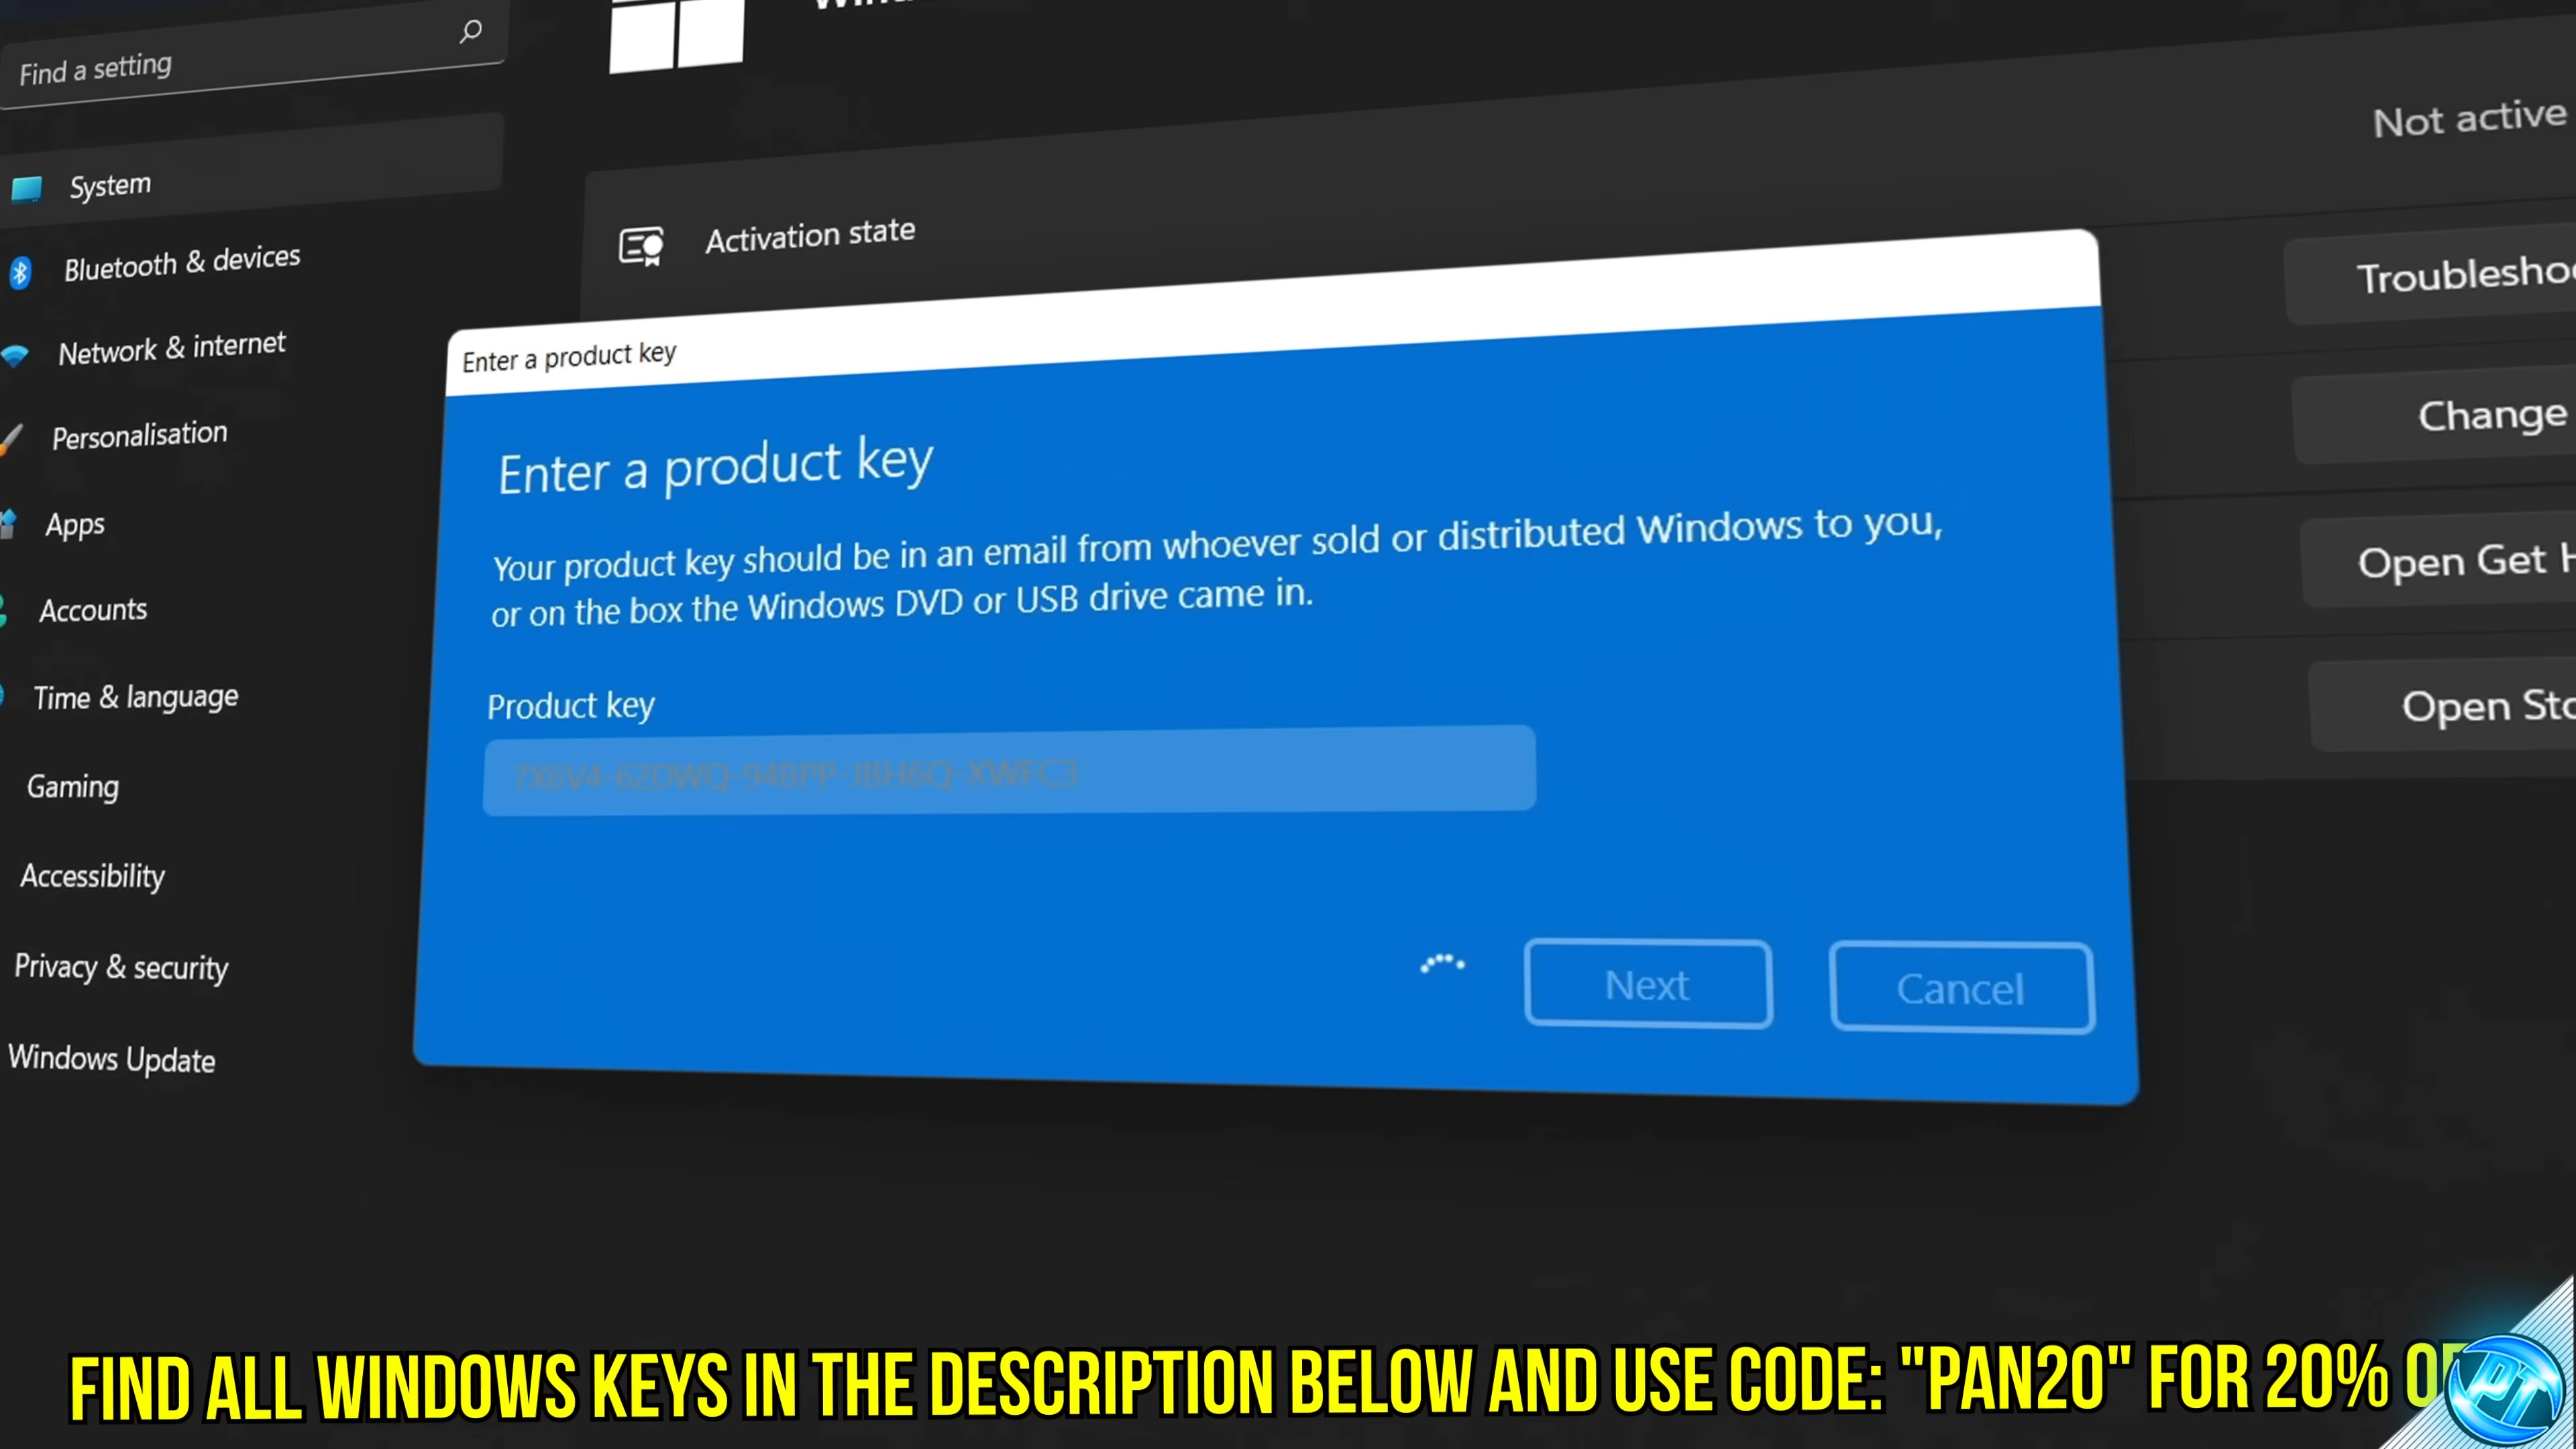 Find a setting
System
Bluetooth & devices
Network & internet
Personalisation
Apps
Accounts
Time & language
Gaming
Accessibility
Privacy & security
Windows Update
Activation state
Not active
Change
Open Get
Open
Enter a product key
Enter a product key
Your product key should be in an email from whoever sold or distributed Windows to you,
or on the box the Windows DVD or USB drive came in.
Product key
Next
Cancel
FIND ALL WINDOWS KEYS IN THE DESCRIPTION BELOW AND USE CODE: "PAN20" FOR 20%
PT